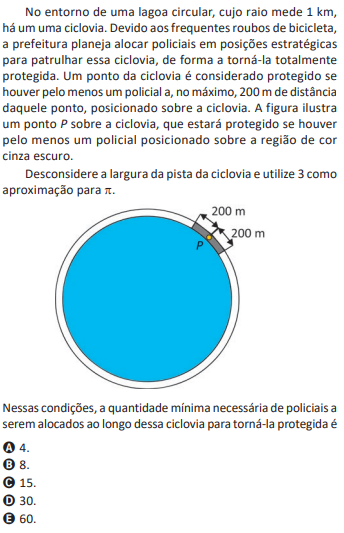 No entorno de uma lagoa circular, cujo raio mede 1 km,
há um uma ciclovia. Devido aos frequentes roubos de bicicleta,
a prefeitura planeja alocar policiais em posições estratégicas
para patrulhar essa ciclovia, de forma a torná-la totalmente
protegida. Um ponto da ciclovia é considerado protegido se
houver pelo menos um policial a, no máximo, 200 m de distância
daquele ponto, posicionado sobre a ciclovia. A figura ilustra
um ponto P sobre a ciclovia, que estará protegido se houver
pelo menos um policial posicionado sobre a região de cor
cinza escuro.
Desconsidere a largura da pista da ciclovia e utilize 3 como
aproximação para π.
200 m
200 m
P
Nessas condições, a quantidade mínima necessária de policiais a
serem alocados ao longo dessa ciclovia para torná-la protegida é
A 4.
B 8.
C 15.
D 30.
E 60.